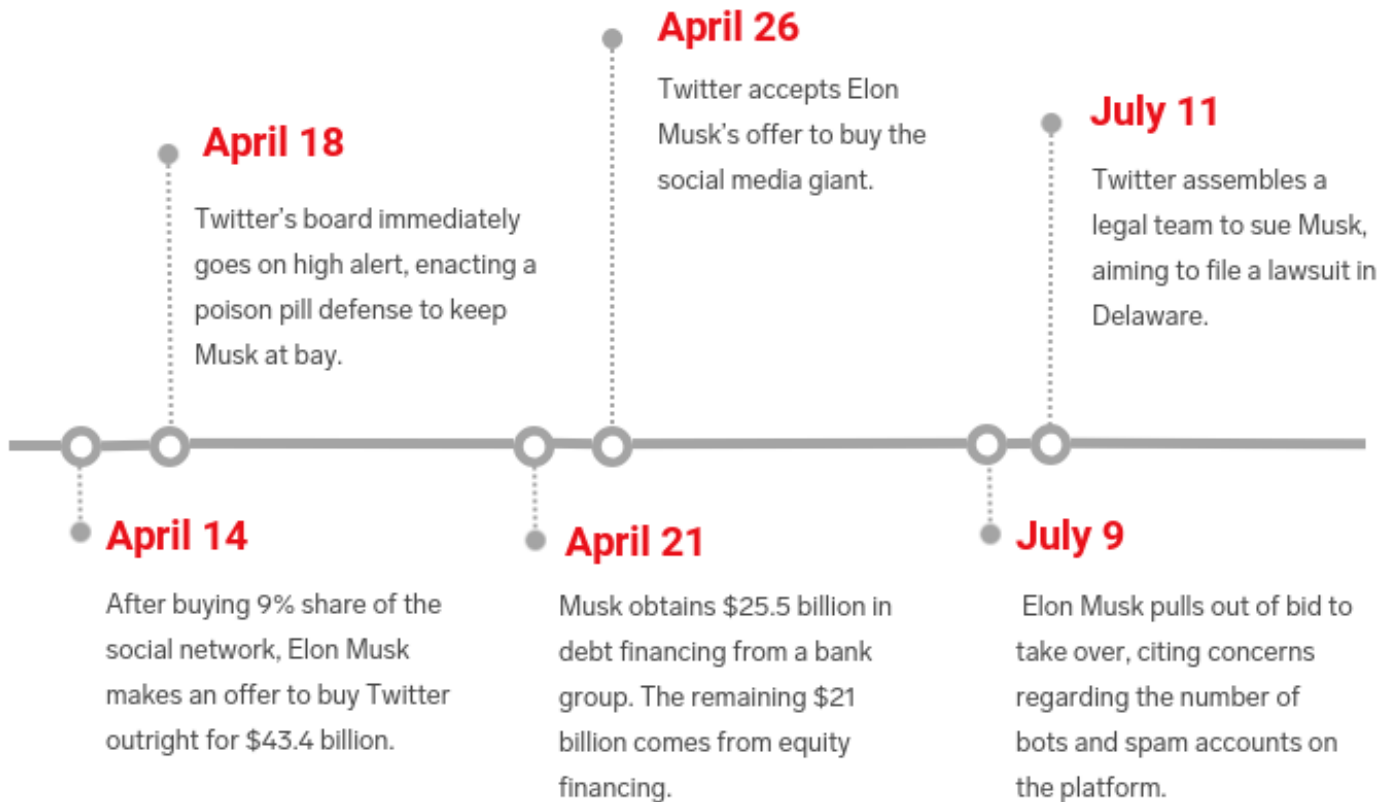 April 14
After buying 9% share of the
social network, Elon Musk
makes an offer to buy Twitter
outright for $43.4 billion.
April 18
Twitter's board immediately
goes on high alert, enacting a
poison pill defense to keep
Musk at bay.
April 21
Musk obtains $25.5 billion in
debt financing from a bank
group. The remaining $21
billion comes from equity
financing.
April 26
Twitter accepts Elon
Musk's offer to buy the
social media giant.
July 9
Elon Musk pulls out of bid to
take over, citing concerns
regarding the number of
bots and spam accounts on
the platform.
July 11
Twitter assembles a
legal team to sue Musk,
aiming to file a lawsuit in
Delaware.